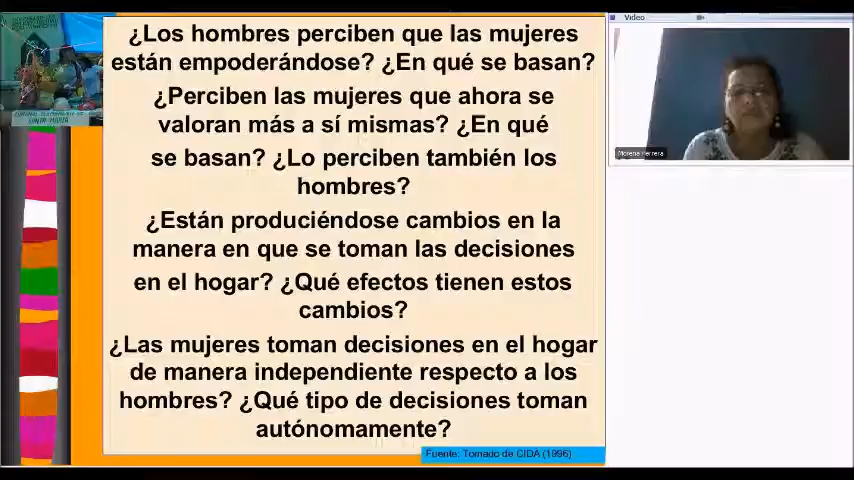 Video
¿Los hombres perciben que las mujeres
están empoderándose? ¿En qué se basan?
¿Perciben las mujeres que ahora se
valoran más a sí mismas? ¿En qué
se basan? ¿Lo perciben también los
hombres?
¿Están produciéndose cambios en la
manera en que se toman las decisiones
en el hogar? ¿Qué efectos tienen estos
cambios?
¿Las mujeres toman decisiones en el hogar
de manera independiente respecto a los
hombres? ¿Qué tipo de decisiones toman
autónomamente?
Fuente: Tomado de CIDA (1996)
Morena Herrera